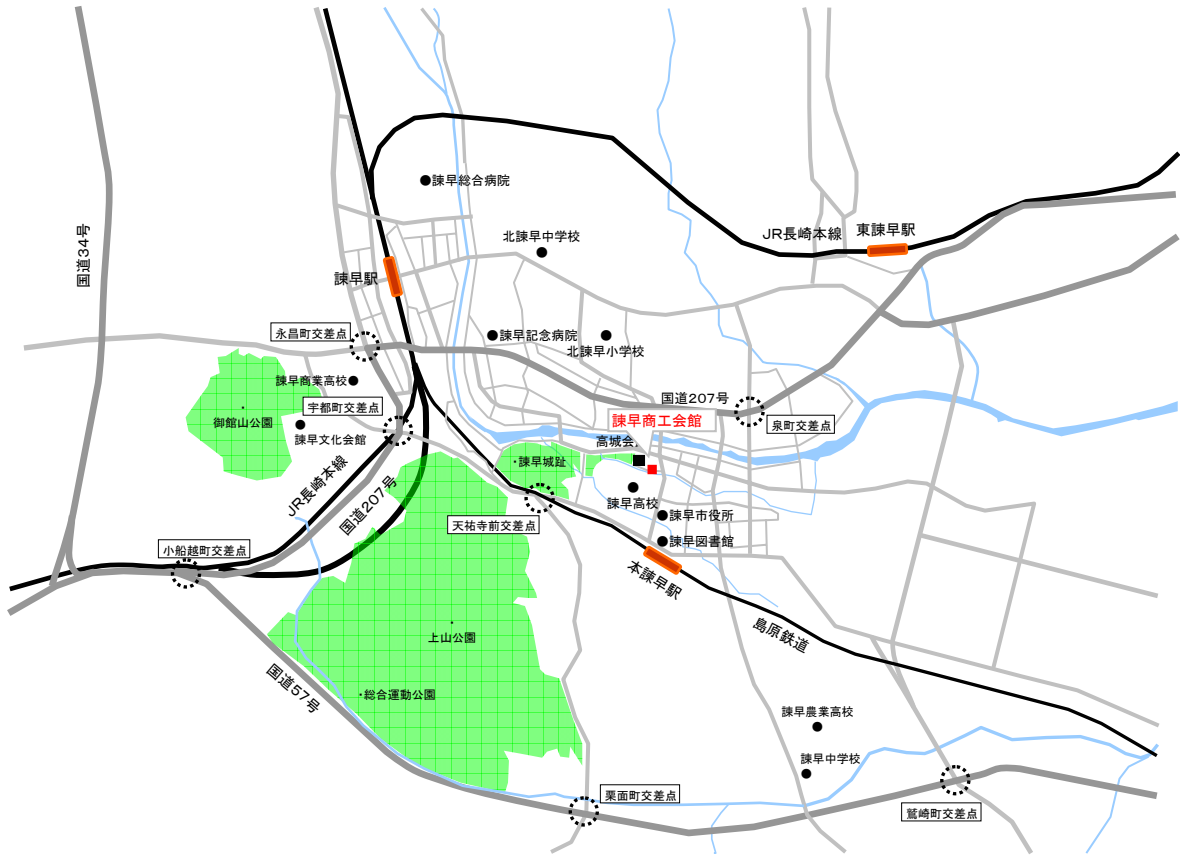 諫早総合病院
国道34号
JR長崎本線
東諫早駅
北諫早中学校
諫早駅
永昌町交差点
諫早記念病院
北諫早小学校
諫早商業高校
国道207号
宇都町交差点
御館山公園
諫早商工会館
泉町交差点
諫早文化会館
高城会
諫早城趾
JR長崎本線
国道207号
諫早高校
天祐寺前交差点
諫早市役所
諫早図書館
小船越町交差点
本諫早駅
上山公園
島原鉄道
国道57号
総合運動公園
諫早農業高校
諫早中学校
栗面町交差点
鷲崎町交差点